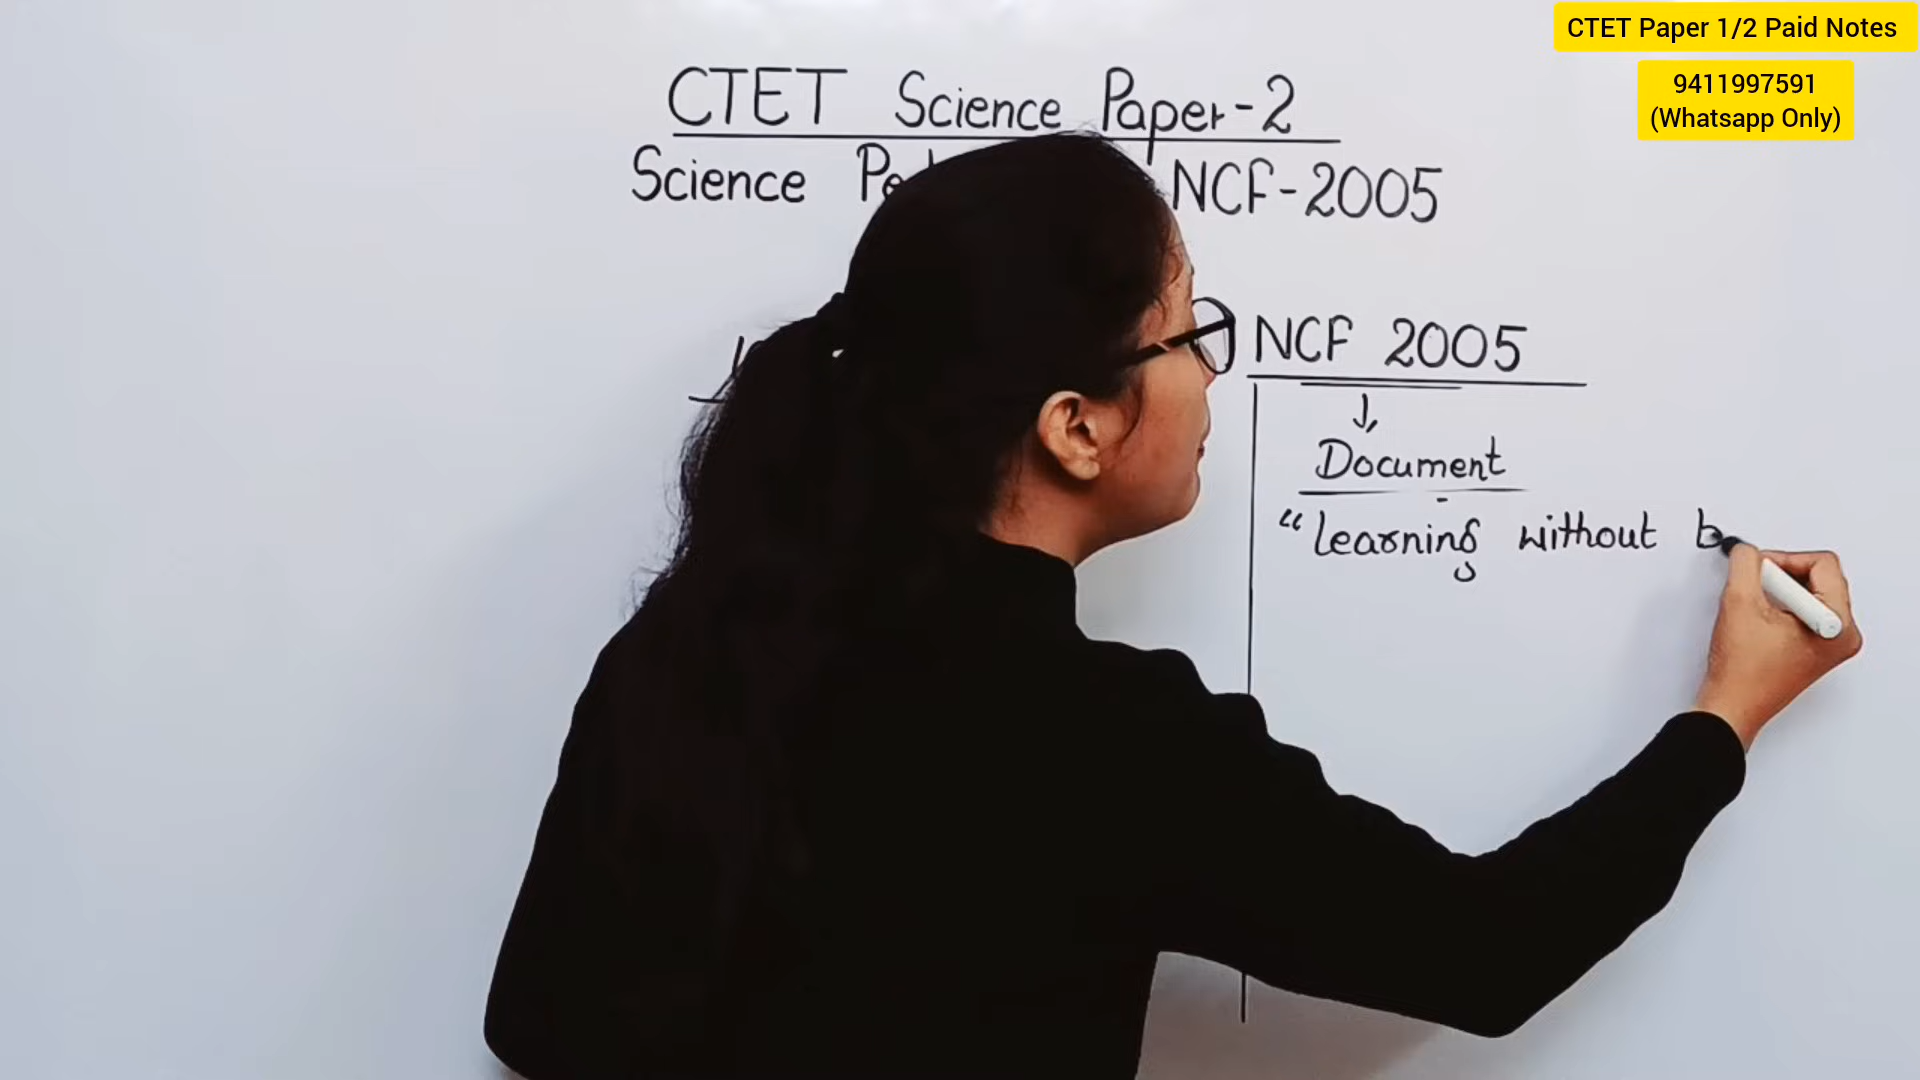 CTET Paper 1/2 Paid Notes
9411997591
(Whatsapp Only)
CTET Science Paper-2
Science NCF-2005
NCF 2005
Document
"learning without